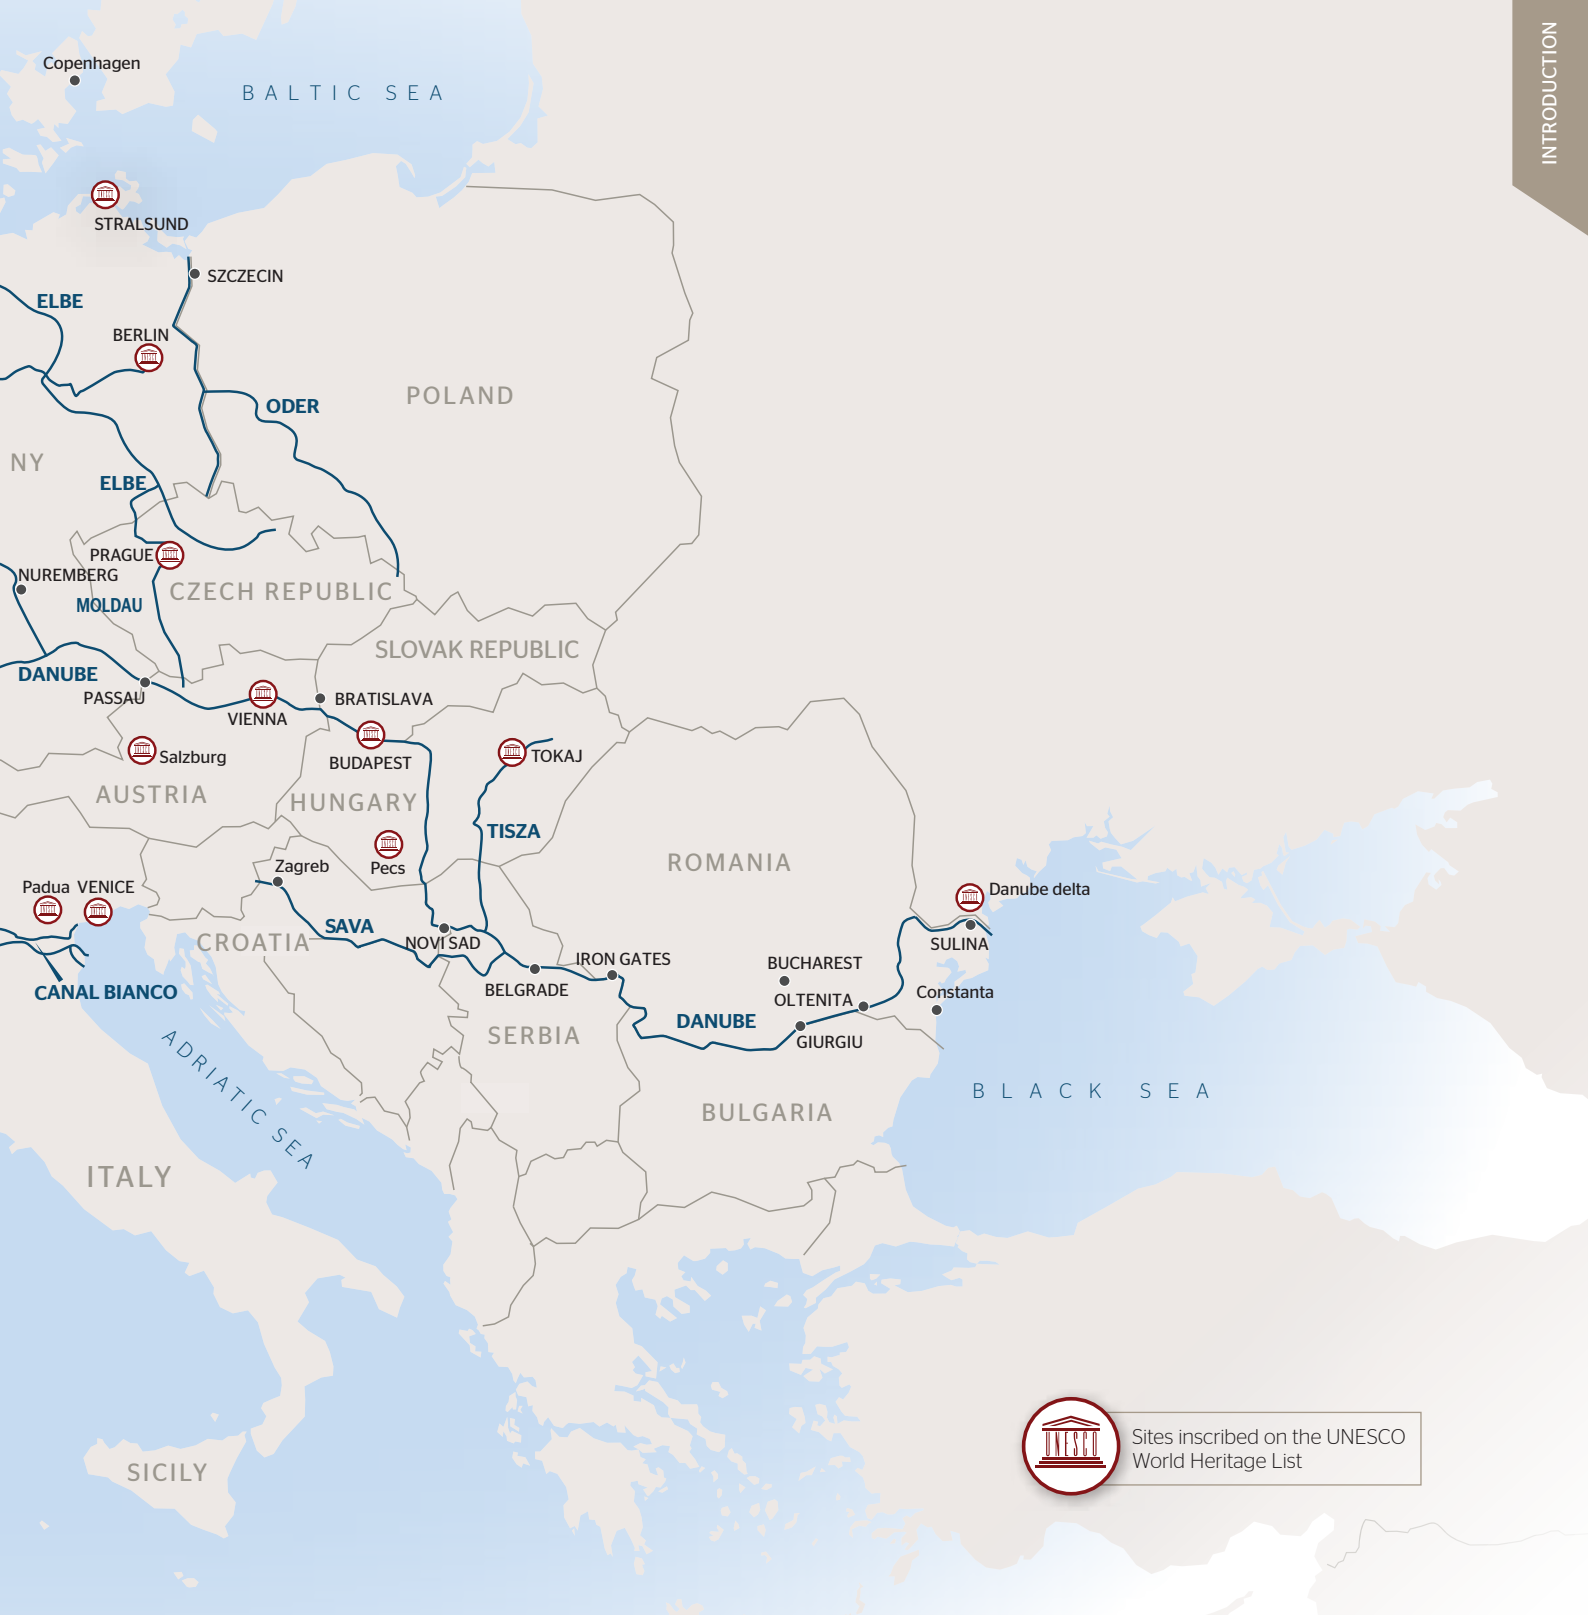 INTRODUCTION
Copenhagen
BALTIC SEA
STRALSUND
SZCZECIN
ELBE
BERLIN
POLAND
ODER
NY
ELBE
PRAGUE
NUREMBERG
CZECH REPUBLIC
MOLDAU
SLOVAK REPUBLIC
DANUBE
PASSAU
BRATISLAVA
VIENNA
Salzburg
BUDAPEST
TOKAJ
AUSTRIA
HUNGARY
TISZA
ROMANIA
Zagreb
Pecs
Padua
VENICE
Danube delta
SAVA
CROATIA
NOVI SAD
SULINA
IRON GATES
BUCHAREST
BELGRADE
CANAL BIANCO
OLTENITA
Constanta
DANUBE
SERBIA
GIURGIU
ADRIATIC SEA
BLACK SEA
BULGARIA
ITALY
SICILY
UNESCO
Sites inscribed on the UNESCO
World Heritage List